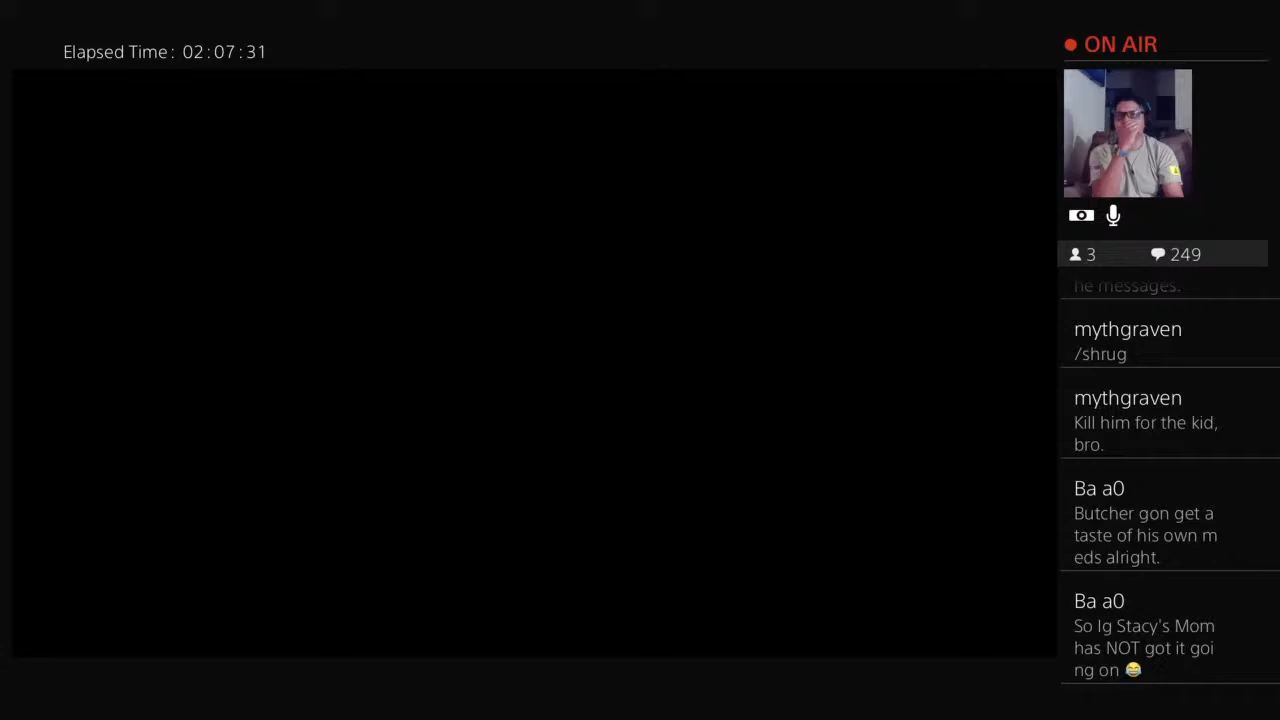 Elapsed Time: 02:07:31
ON AIR
3 249
he messages.
mythgraven
/shrug
mythgraven
Kill him for the kid,
bro.
Ba a0
Butcher gon get a
taste of his own m
eds alright.
Ba a0
So Ig Stacy's Mom
has NOT got it goi
ng on 😂